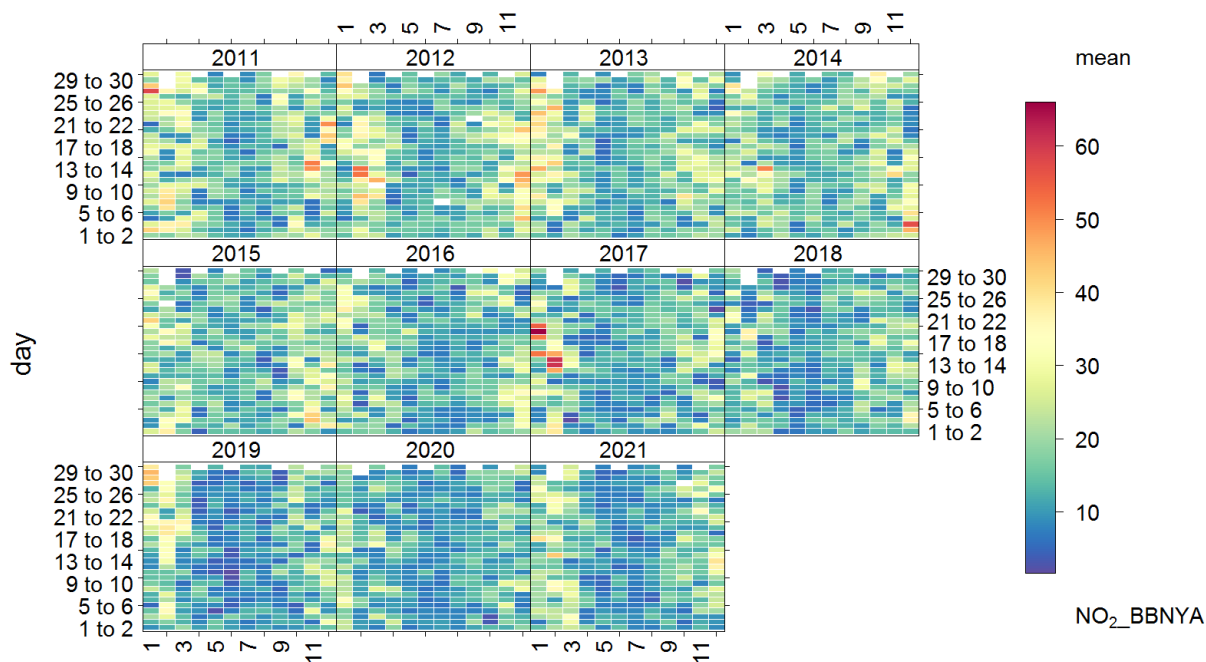 1 3 5 7 9 11
2011 2012 2013 2014
mean
29 to 30
25 to 26
21 to 22
17 to 18
13 to 14
9 to 10
5 to 6
1 to 2
60
50
40
30
20
10
2015 2016 2017 2018
29 to 30
25 to 26
21 to 22
17 to 18
13 to 14
9 to 10
5 to 6
1 to 2
day
2019 2020 2021
29 to 30
25 to 26
21 to 22
17 to 18
13 to 14
9 to 10
5 to 6
1 to 2
1 3 5 7 9 11
1 3 5 7 9 11
1 3 5 7 9 11
NO₂_BBNYA